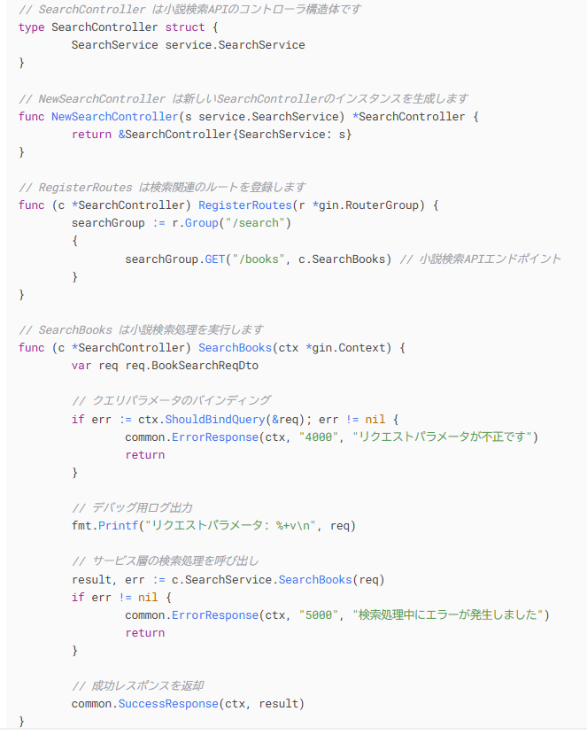 // SearchController は小説検索APIのコントローラ構造体です
type SearchController struct {
        SearchService service.SearchService
}

// NewSearchController は新しいSearchControllerのインスタンスを生成します
func NewSearchController(s service.SearchService) *SearchController {
        return &SearchController{SearchService: s}
}

// RegisterRoutes は検索関連のルートを登録します
func (c *SearchController) RegisterRoutes(r *gin.RouterGroup) {
        searchGroup := r.Group("/search")
        {
                searchGroup.GET("/books", c.SearchBooks) // 小説検索APIエンドポイント
        }
}

// SearchBooks は小説検索処理を実行します
func (c *SearchController) SearchBooks(ctx *gin.Context) {
        var req req.BookSearchReqDto

        // クエリパラメータのバインディング
        if err := ctx.ShouldBindQuery(&req); err != nil {
                common.ErrorResponse(ctx, "4000", "リクエストパラメータが不正です")
                return
        }

        // デバッグ用ログ出力
        fmt.Printf("リクエストパラメータ: %+v\n", req)

        // サービス層の検索処理を呼び出し
        result, err := c.SearchService.SearchBooks(req)
        if err != nil {
                common.ErrorResponse(ctx, "5000", "検索処理中にエラーが発生しました")
                return
        }

        // 成功レスポンスを返却
        common.SuccessResponse(ctx, result)
}